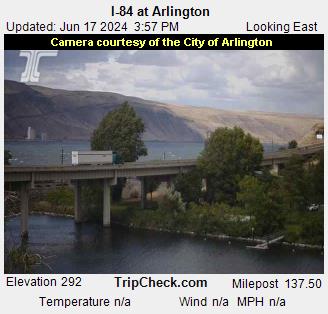 I-84 at Arlington
Updated: Jun 17 2024 3:57 PM Looking East
Camera courtesy of the City of Arlington
Elevation 292 TripCheck.com Milepost 137.50
Temperature n/a Wind n/a MPH n/a